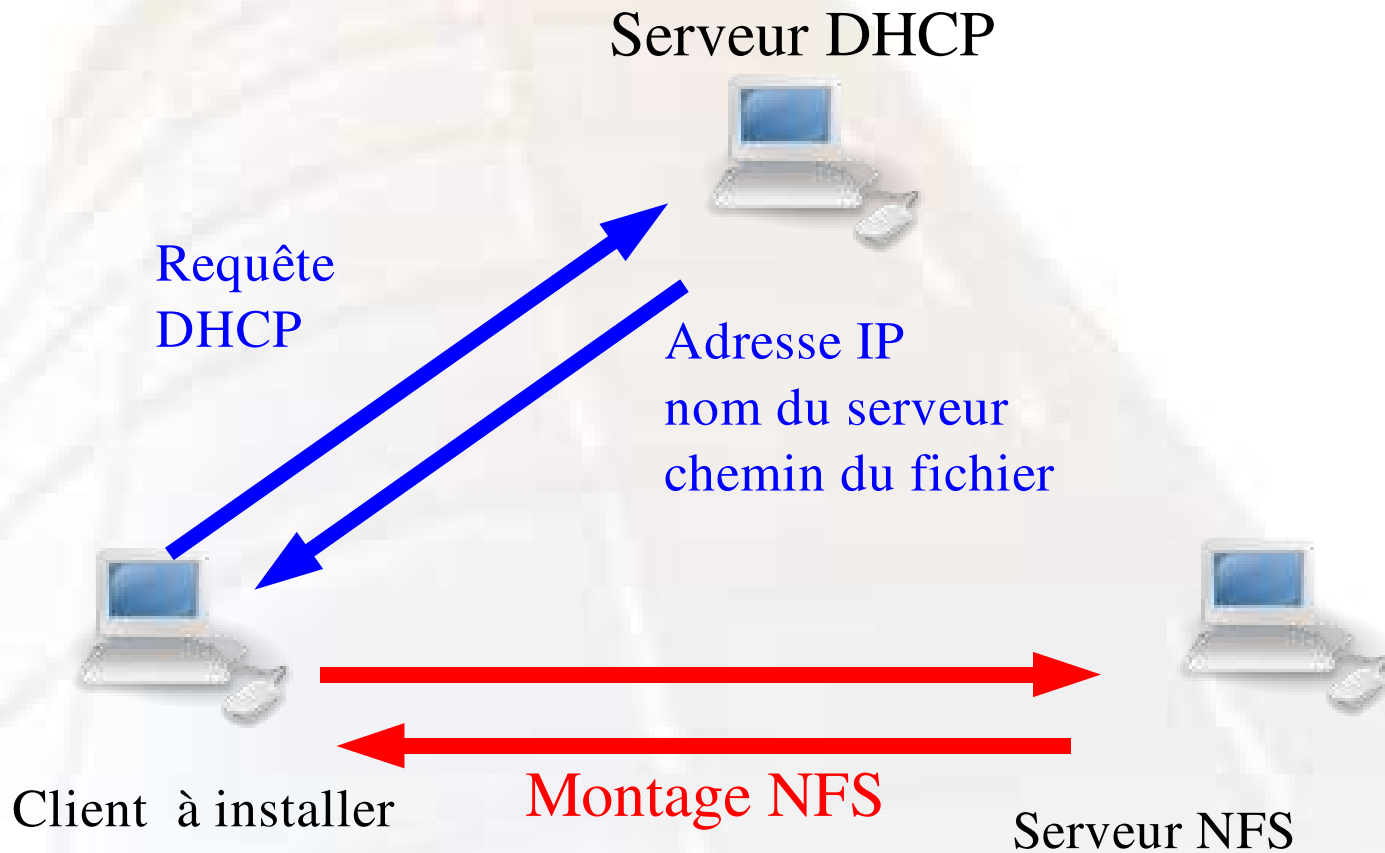 Serveur DHCP
Requête
DHCP
Adresse IP
nom du serveur
chemin du fichier
Client à installer
Montage NFS
Serveur NFS